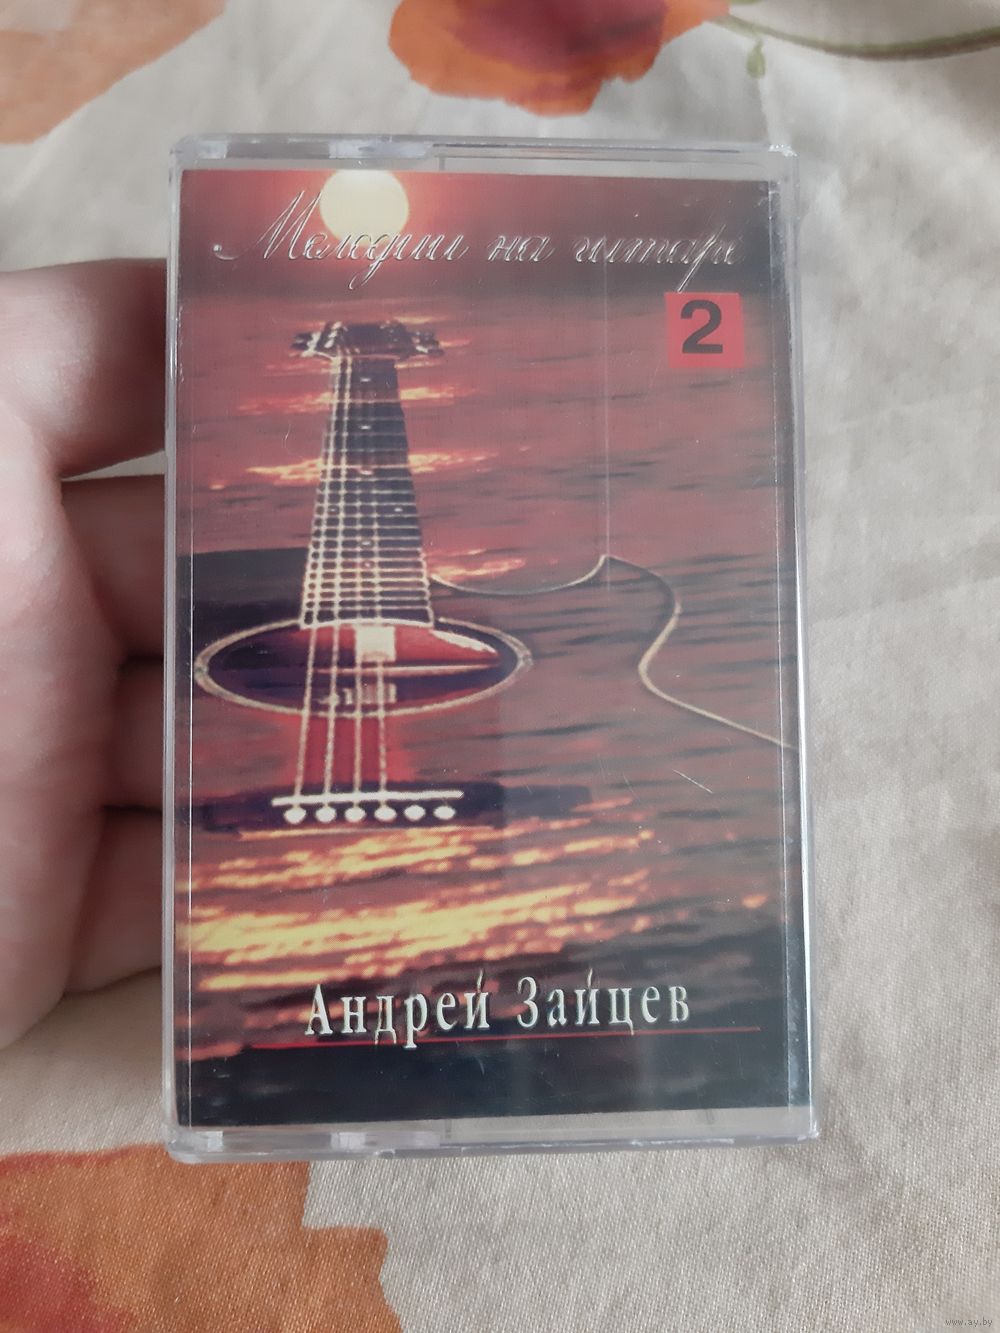 Мелодии на гитаре
2
Андрей Зайцев
www.ay.by